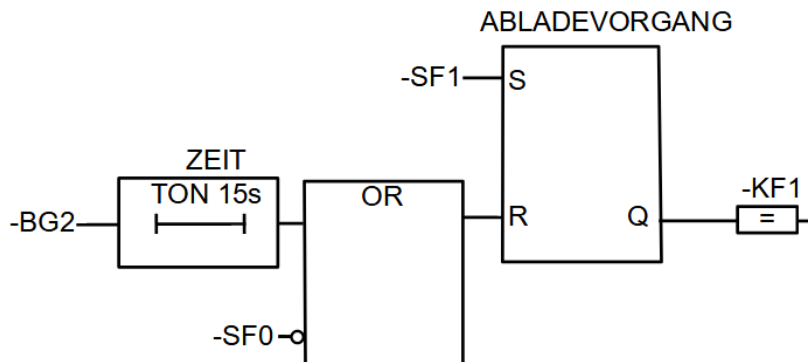 ABLADEVORGANG
-SF1 S
ZEIT
TON 15s
OR
-KF1
-BG2
R Q
=
-SF0